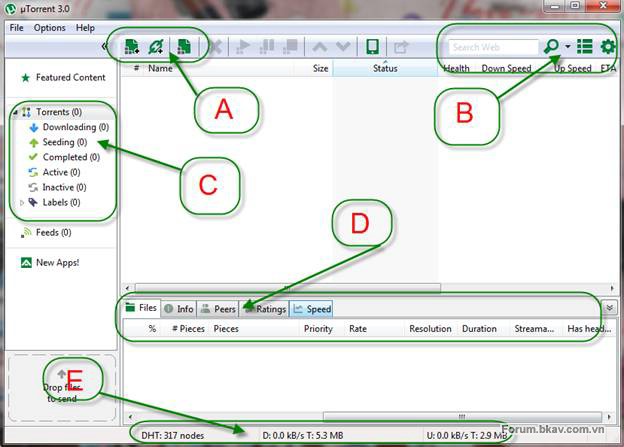 µTorrent 3.0
File Options Help
«
Search Web
A
B
# Name Size Status Health Down Speed Up Speed ETA
Featured Content
Torrents (0)
Downloading (0)
Seeding (0)
Completed (0)
Active (0)
Inactive (0)
Labels (0)
C
Feeds (0)
D
New Apps!
Files Info Peers Ratings Speed
% # Pieces Pieces Priority Rate Resolution Duration Streama... Has head...
E
Drop files
to send
DHT: 317 nodes D: 0.0 kB/s T: 5.3 MB U: 0.0 kB/s T: 2.9 MB
Forum.bkav.com.vn